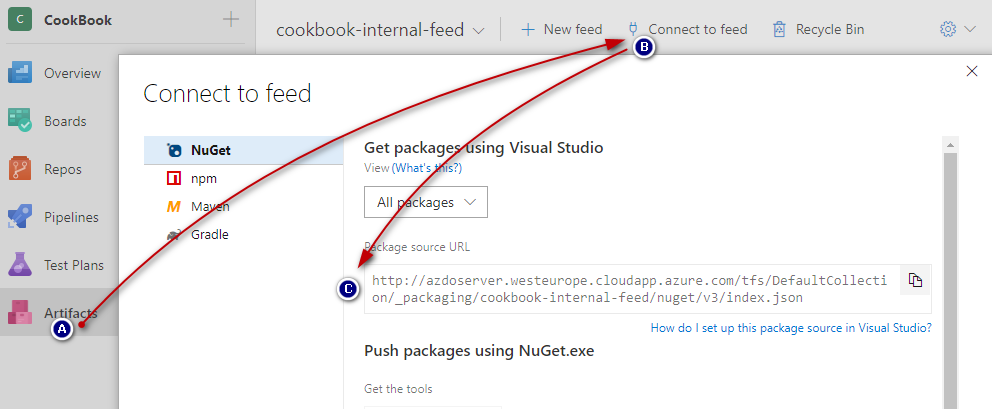 C CookBook
cookbook-internal-feed New feed Connect to feed Recycle Bin
B
Overview
Connect to feed
Boards
NuGet
Get packages using Visual Studio
View (What's this?)
Repos
npm
Maven
All packages
Pipelines
Gradle
Package source URL
Test Plans
C
http://azdoserver.westeurope.cloudapp.azure.com/tfs/DefaultCollecti
on/_packaging/cookbook-internal-feed/nuget/v3/index.json
Artifacts
A
How do I set up this package source in Visual Studio?
Push packages using NuGet.exe
Get the tools